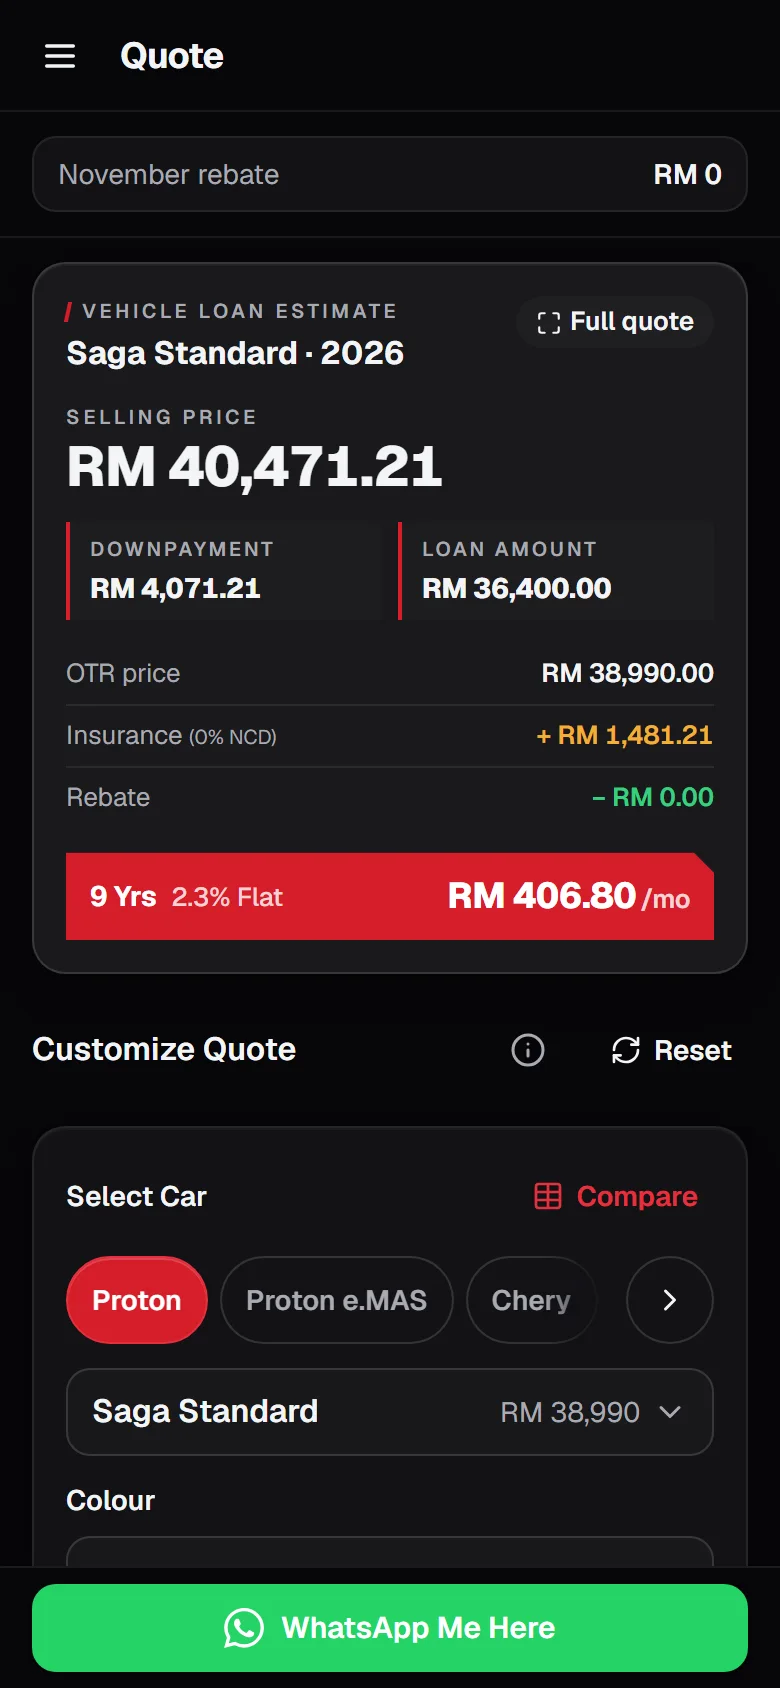 Quote
November rebate RM 0
VEHICLE LOAN ESTIMATE
Full quote
Saga Standard · 2026
SELLING PRICE
RM 40,471.21
DOWNPAYMENT
RM 4,071.21
LOAN AMOUNT
RM 36,400.00
OTR price RM 38,990.00
Insurance (0% NCD) + RM 1,481.21
Rebate – RM 0.00
9 Yrs 2.3% Flat RM 406.80 /mo
Customize Quote
Reset
Select Car
Compare
Proton
Proton e.MAS
Chery
Saga Standard RM 38,990
Colour
WhatsApp Me Here